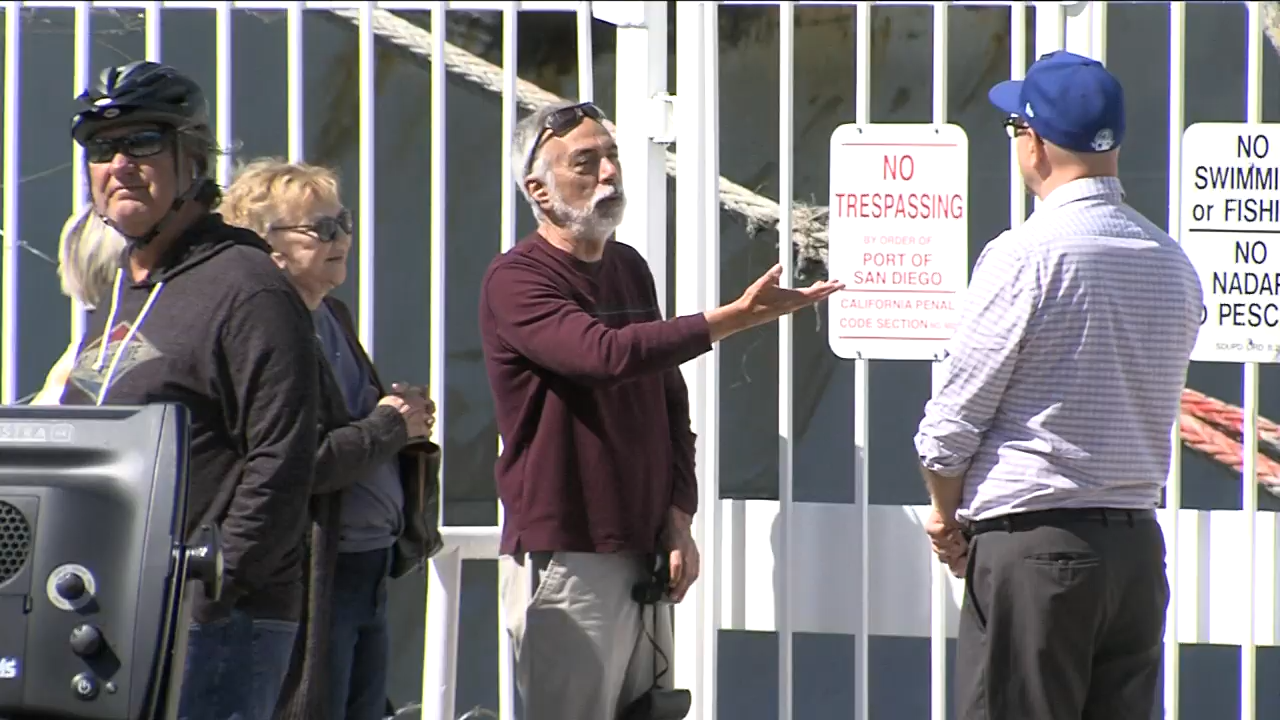 NO
TRESPASSING
BY ORDER OF
PORT OF
SAN DIEGO
CALIFORNIA PENAL
CODE SECTION
NO
SWIMMI
or FISHI
NO
NADAR
PESC